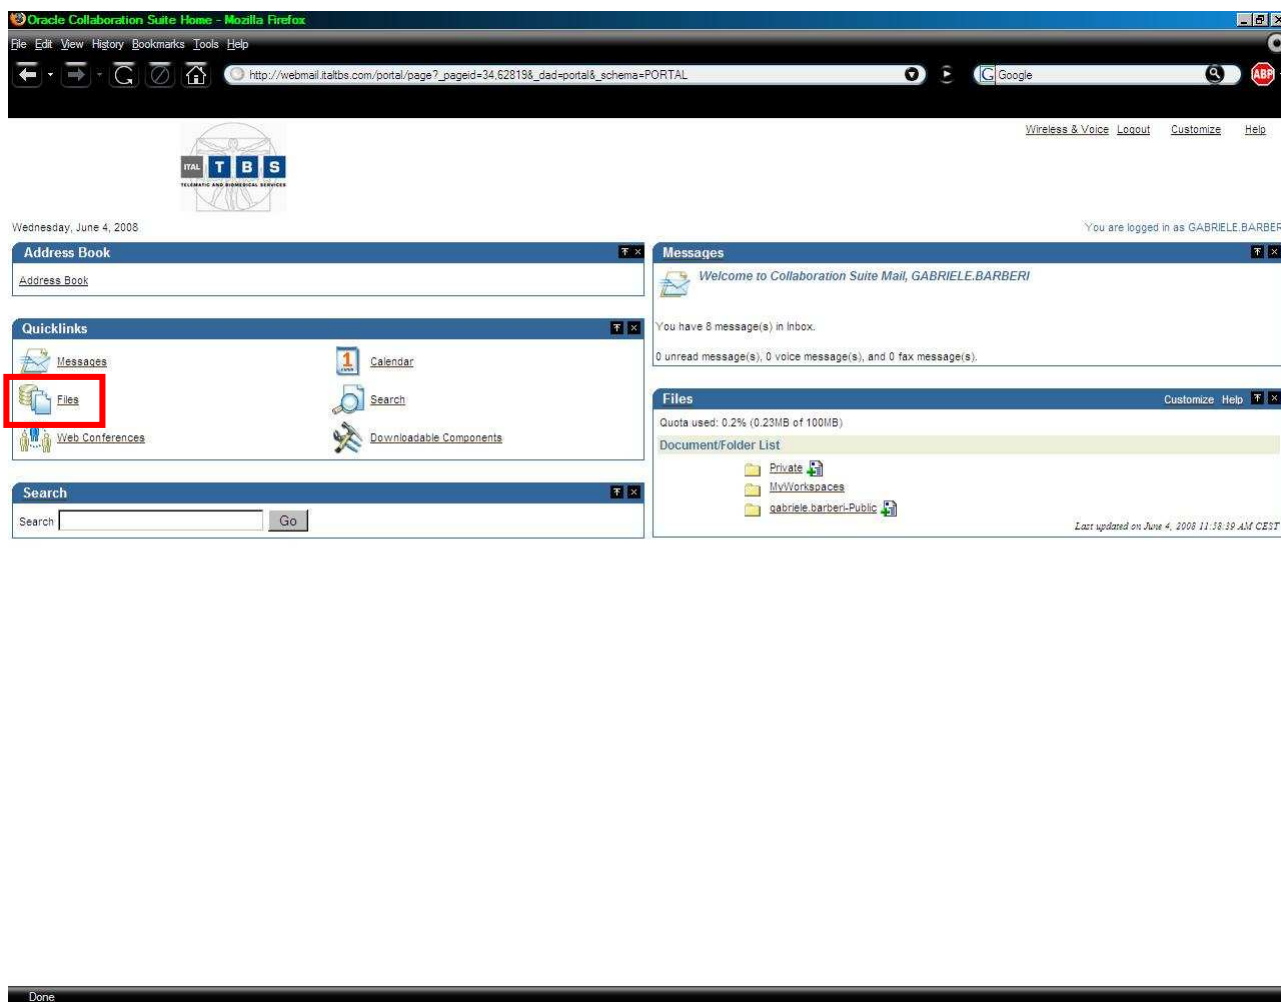 Oracle Collaboration Suite Home - Mozilla Firefox
File Edit View History Bookmarks Tools Help
http://webmail.italtbs.com/portal/page?_pageid=34,62819&_dad=portal&_schema=PORTAL
G Google
ABP
Wireless & Voice Logout Customize Help
ITAL T B S
TELEMATIC AND BIOMEDICAL SERVICES
Wednesday, June 4, 2008
You are logged in as GABRIELE.BARBER
Address Book
Address Book
Quicklinks
Messages
1 Calendar
Files
Search
Web Conferences
Downloadable Components
Search
Search Go
Messages
Welcome to Collaboration Suite Mail, GABRIELE.BARBERI
You have 8 message(s) in Inbox.
0 unread message(s), 0 voice message(s), and 0 fax message(s).
Files Customize Help
Quota used: 0.2% (0.23MB of 100MB)
Document/Folder List
Private
MyWorkspaces
gabriele.barberi-Public
Last updated on June 4, 2008 11:58:39 AM CEST
Done